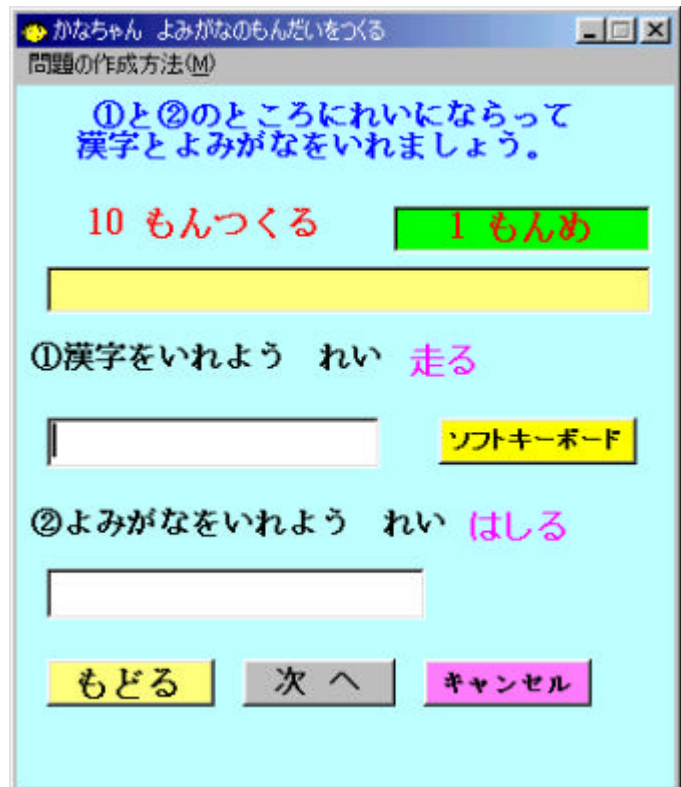 かなちゃん よみがなのもんだいをつくる
問題の作成方法(M)
①と②のところにれいにならって
漢字とよみがなをいれましょう。
10 もんつくる 1 もんめ
①漢字をいれよう れい 走る
ソフトキーボード
②よみがなをいれよう れい はしる
もどる 次 へ キャンセル